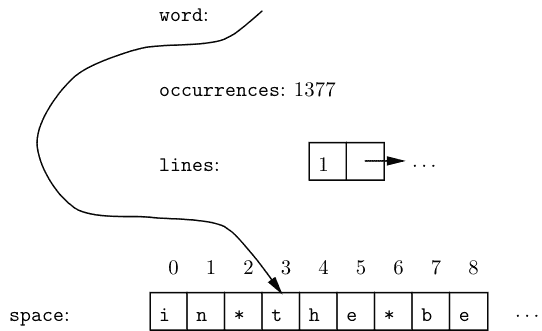 word:
occurrences: 1377
lines: 1 ...
0 1 2 3 4 5 6 7 8
space: i n * t h e * b e ...